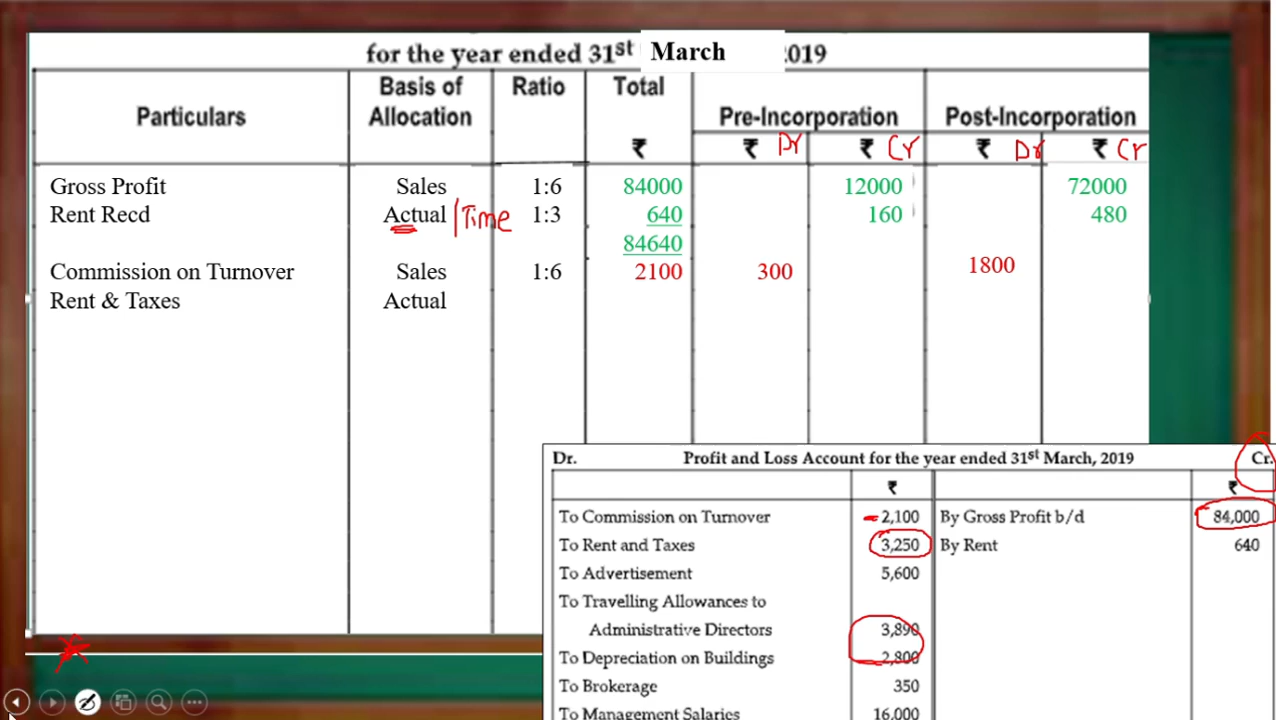 for the year ended 31st March 2019
Particulars Basis of Allocation Ratio Total ₹ Pre-Incorporation Post-Incorporation
₹ Dr ₹ Cr ₹ Dr ₹ Cr
Gross Profit Sales 1:6 84000 12000 72000
Rent Recd Actual /Time 1:3 640 160 480
84640
Commission on Turnover Sales 1:6 2100 300 1800
Rent & Taxes Actual
Dr. Profit and Loss Account for the year ended 31st March, 2019 Cr.
₹ ₹
To Commission on Turnover 2,100 By Gross Profit b/d 84,000
To Rent and Taxes 3,250 By Rent 640
To Advertisement 5,600
To Travelling Allowances to
Administrative Directors 3,890
To Depreciation on Buildings 2,800
To Brokerage 350
To Management Salaries 16,000